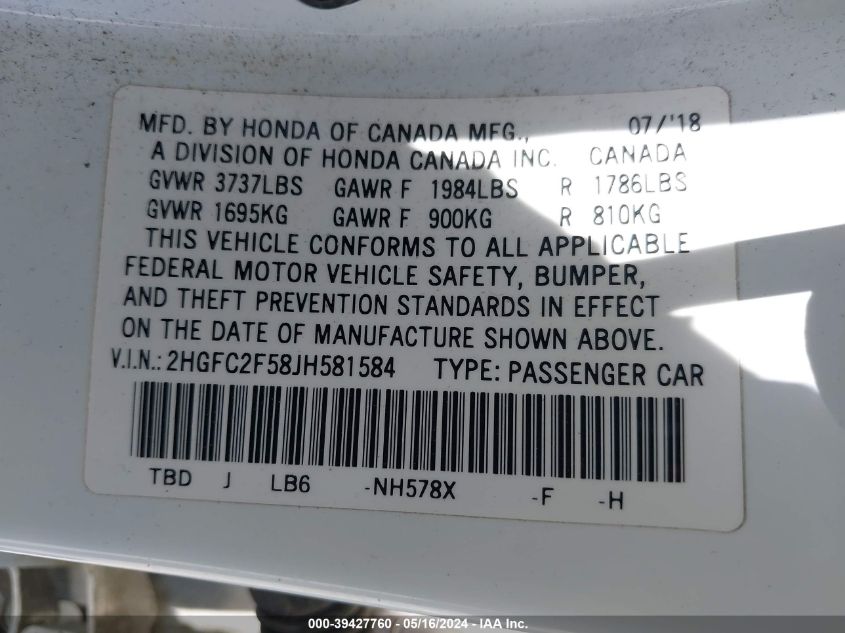 MFD. BY HONDA OF CANADA MFG., 07/'18
A DIVISION OF HONDA CANADA INC. CANADA
GVWR 3737LBS GAWR F 1984LBS R 1786LBS
GVWR 1695KG GAWR F 900KG R 810KG
THIS VEHICLE CONFORMS TO ALL APPLICABLE
FEDERAL MOTOR VEHICLE SAFETY, BUMPER,
AND THEFT PREVENTION STANDARDS IN EFFECT
ON THE DATE OF MANUFACTURE SHOWN ABOVE.
V.I.N.: 2HGFC2F58JH581584 TYPE: PASSENGER CAR
TBD J LB6 -NH578X -F -H
000-39427760 - 05/16/2024 - IAA Inc.